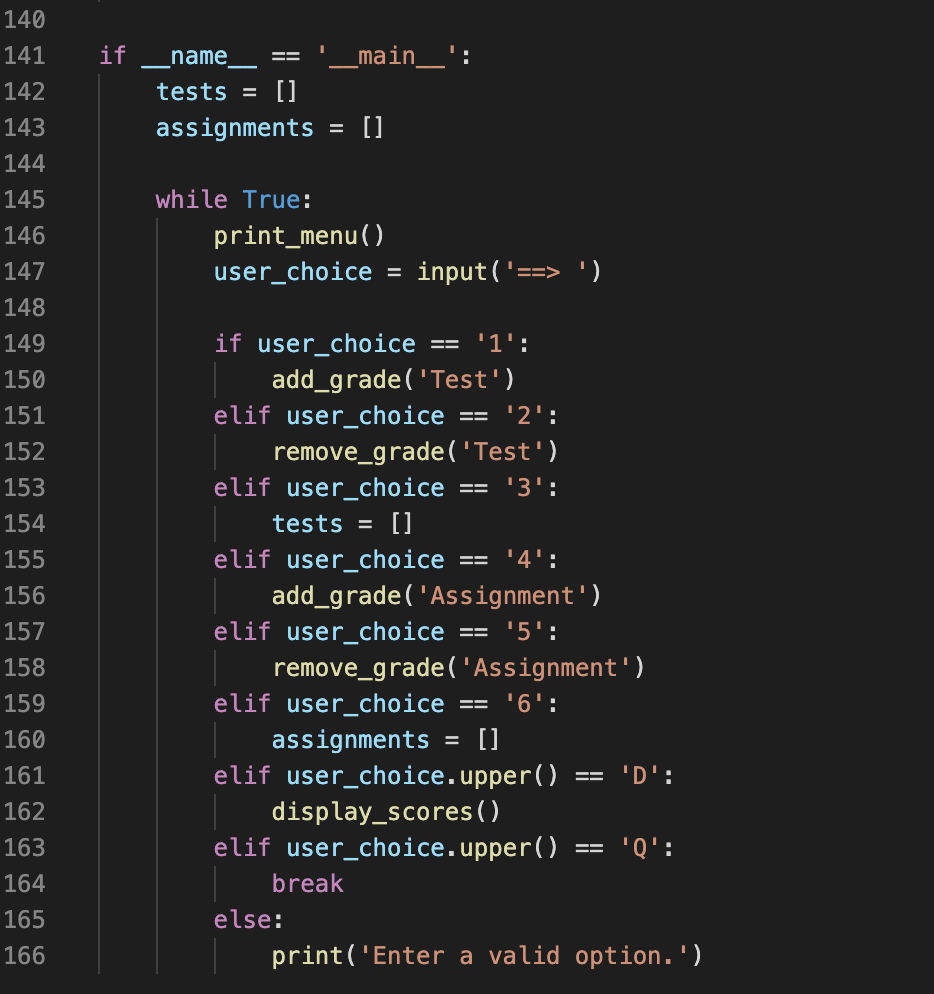 140
141 if __name__ == '__main__':
142     tests = []
143     assignments = []
144
145     while True:
146         print_menu()
147         user_choice = input('==> ')
148
149         if user_choice == '1':
150             add_grade('Test')
151         elif user_choice == '2':
152             remove_grade('Test')
153         elif user_choice == '3':
154             tests = []
155         elif user_choice == '4':
156             add_grade('Assignment')
157         elif user_choice == '5':
158             remove_grade('Assignment')
159         elif user_choice == '6':
160             assignments = []
161         elif user_choice.upper() == 'D':
162             display_scores()
163         elif user_choice.upper() == 'Q':
164             break
165         else:
166             print('Enter a valid option.')